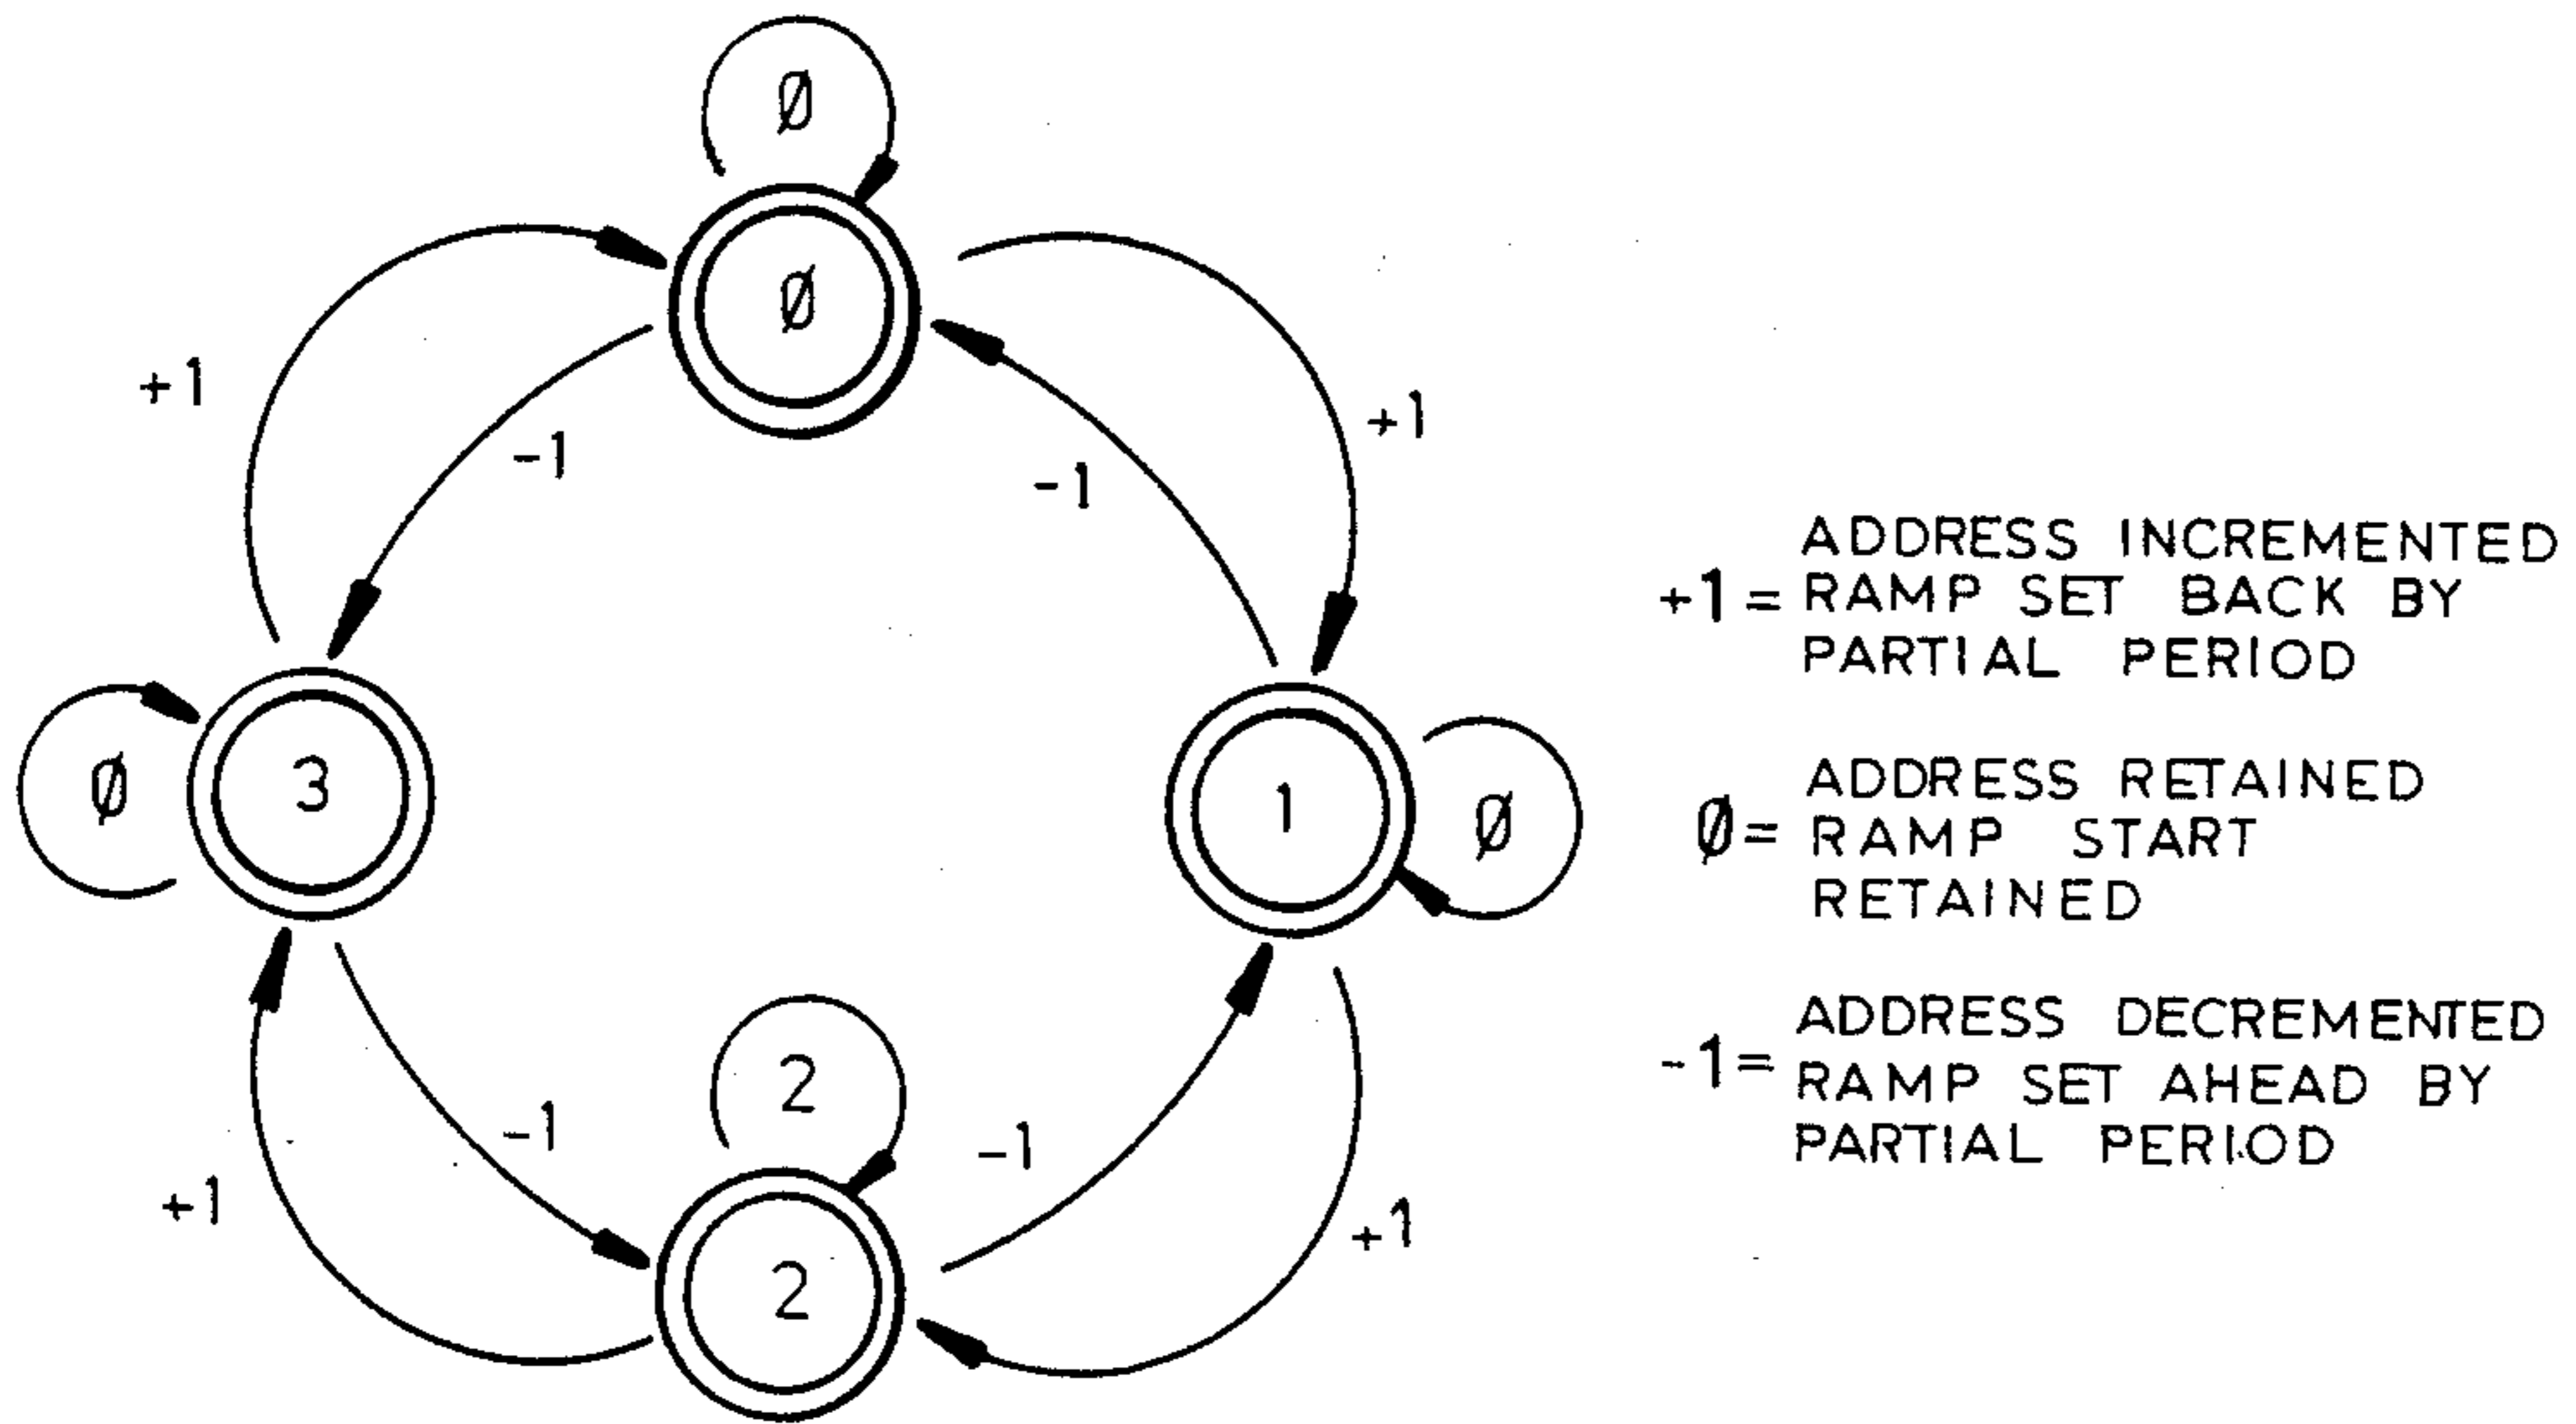 Ø
Ø
+1
-1
-1
+1
3
Ø
1
Ø
2
2
-1
-1
+1
+1
+1 = ADDRESS INCREMENTED
RAMP SET BACK BY
PARTIAL PERIOD
Ø = ADDRESS RETAINED
RAMP START
RETAINED
-1 = ADDRESS DECREMENTED
RAMP SET AHEAD BY
PARTIAL PERIOD